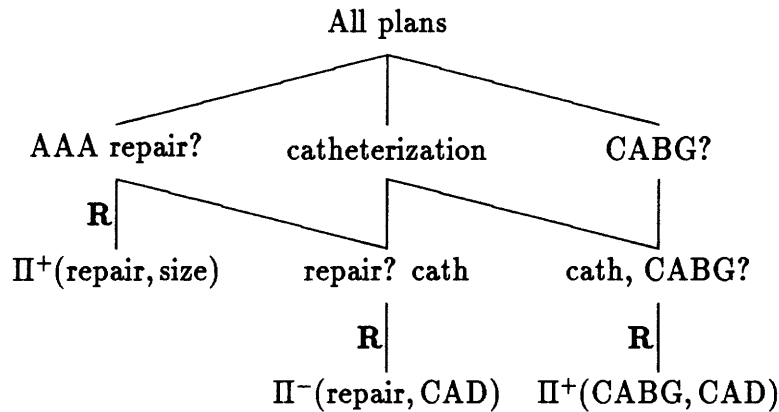 All plans
AAA repair? catheterization CABG?
R
Π⁺(repair, size) repair? cath cath, CABG?
R R
Π⁻(repair, CAD) Π⁺(CABG, CAD)